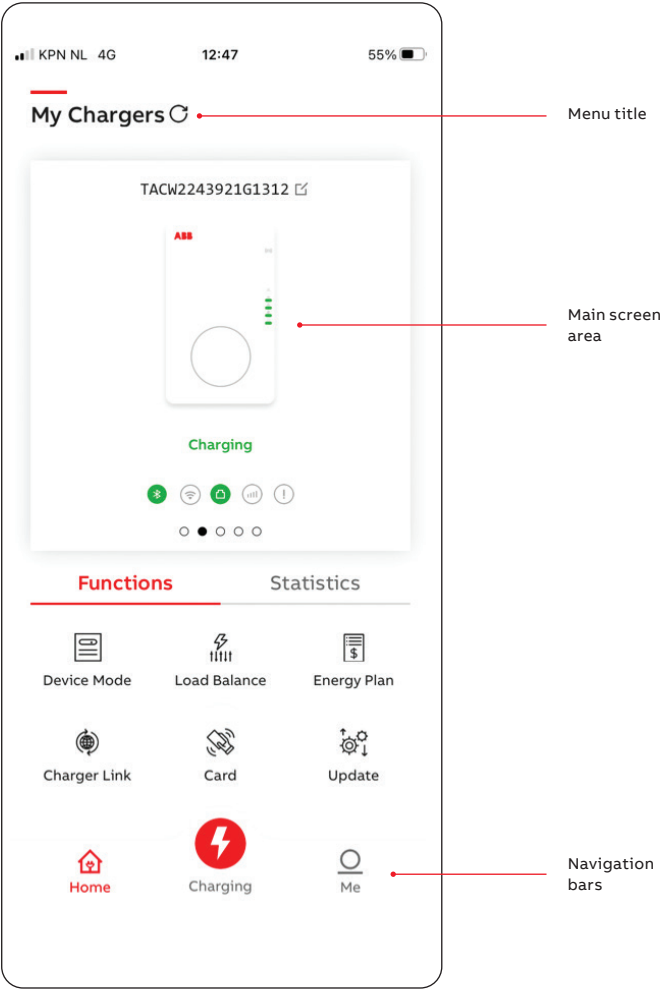 KPN NL 4G 12:47 55%
My Chargers
Menu title
TACW2243921G1312
ABB
Main screen
area
Charging
Functions Statistics
Device Mode Load Balance Energy Plan
Charger Link Card Update
Home Charging Me
Navigation
bars